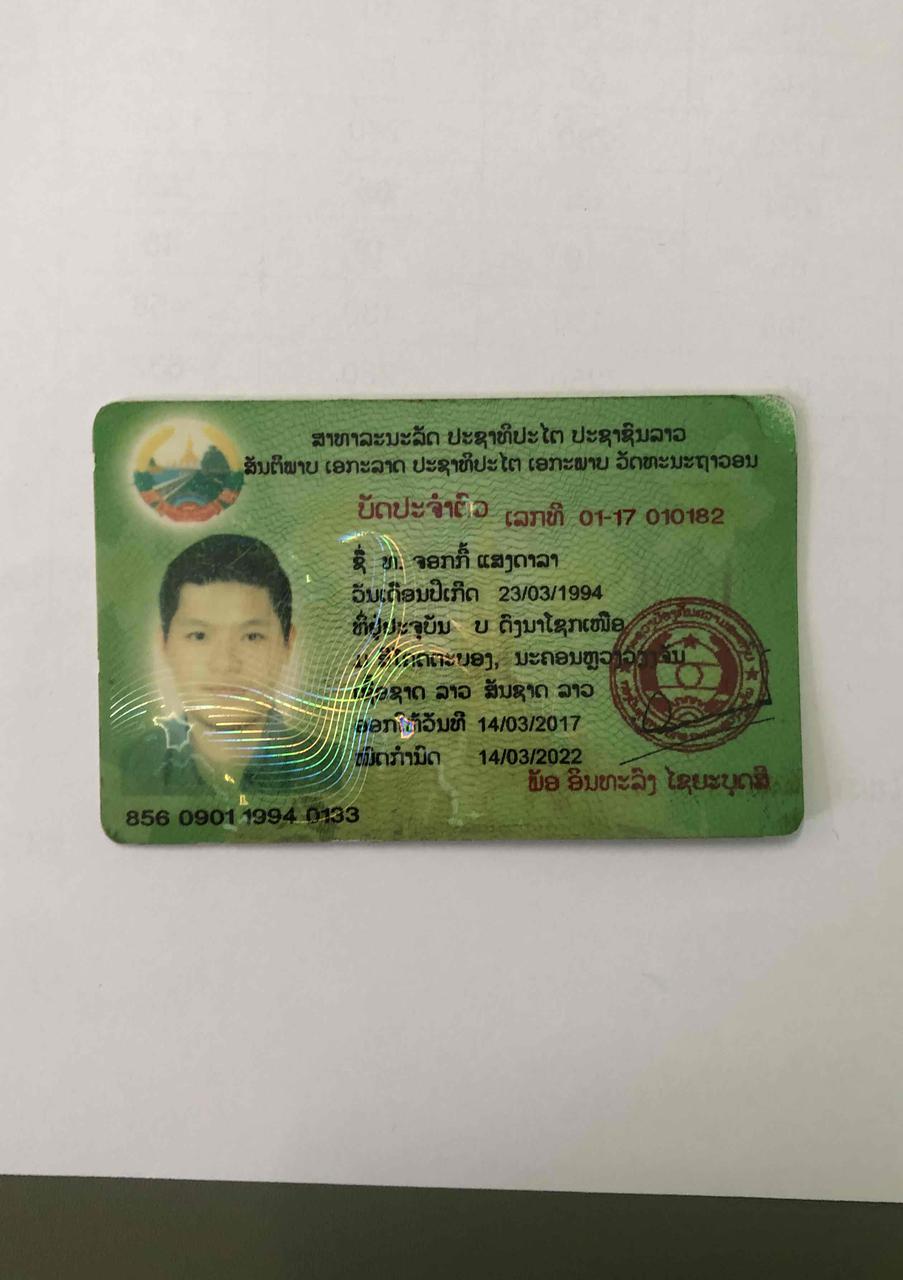 ສາທາລະນະລັດ ປະຊາທິປະໄຕ ປະຊາຊົນລາວ
ສັນຕິພາບ ເອກະລາດ ປະຊາທິປະໄຕ ເອກະພາບ ວັດທະນະຖາວອນ
ບັດປະຈຳຕົວ ເລກທີ 01-17 010182
ຊື່ ທ. ຈອກກີ້ ແສງດາລາ
ວັນເດືອນປີເກີດ 23/03/1994
ທີ່ຢູ່ປະຈຸບັນ ບ ດົງນາໂຊກເໜືອ
ມ ສີໂຄດຕະບອງ, ນະຄອນຫຼວງວຽງຈັນ
ເຊື້ອຊາດ ລາວ ສັນຊາດ ລາວ
ອອກໃຫ້ວັນທີ 14/03/2017
ໝົດກຳນົດ 14/03/2022
ພັອ ອິນທະລົງ ໄຊຍະບຸດສີ
856 0901 1994 0133